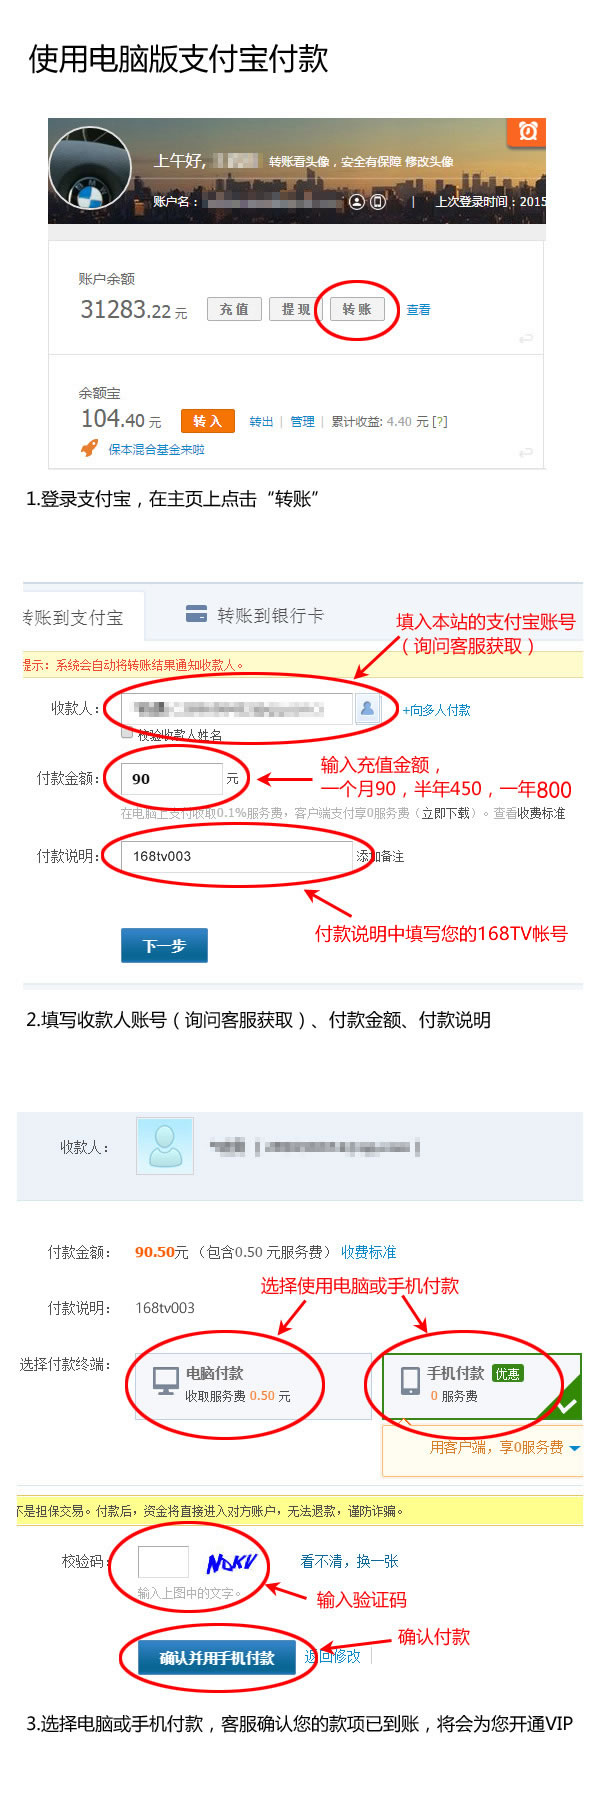 使用电脑版支付宝付款
上午好,
转账看头像，安全有保障 修改头像
账户名：
| 上次登录时间：2015
账户余额
31283.22 元 充 值 提 现 转 账 查看
余额宝
104.40 元 转 入 转出 | 管理 | 累计收益: 4.40 元 [?]
保本混合基金来啦
1.登录支付宝，在主页上点击“转账”
转账到支付宝 转账到银行卡
填入本站的支付宝账号
（询问客服获取）
提示：系统会自动将转账结果通知收款人。
收款人：
+向多人付款
校验收款人姓名
付款金额： 90 元
输入充值金额，
一个月90，半年450，一年800
在电脑上支付收取0.1%服务费，客户端支付享0服务费（立即下载）。查看收费标准
付款说明： 168tv003 添加备注
付款说明中填写您的168TV帐号
下一步
2.填写收款人账号（询问客服获取）、付款金额、付款说明
收款人：
付款金额： 90.50元 （包含0.50 元服务费） 收费标准
选择使用电脑或手机付款
付款说明： 168tv003
选择付款终端：
电脑付款
收取服务费 0.50 元
手机付款 优惠
0 服务费
用客户端，享0服务费
不是担保交易。付款后，资金将直接进入对方账户，无法退款，谨防诈骗。
校验码： NDKV 看不清，换一张
输入上图中的文字。
输入验证码
确认付款
确认并用手机付款 返回修改
3.选择电脑或手机付款，客服确认您的款项已到账，将会为您开通VIP